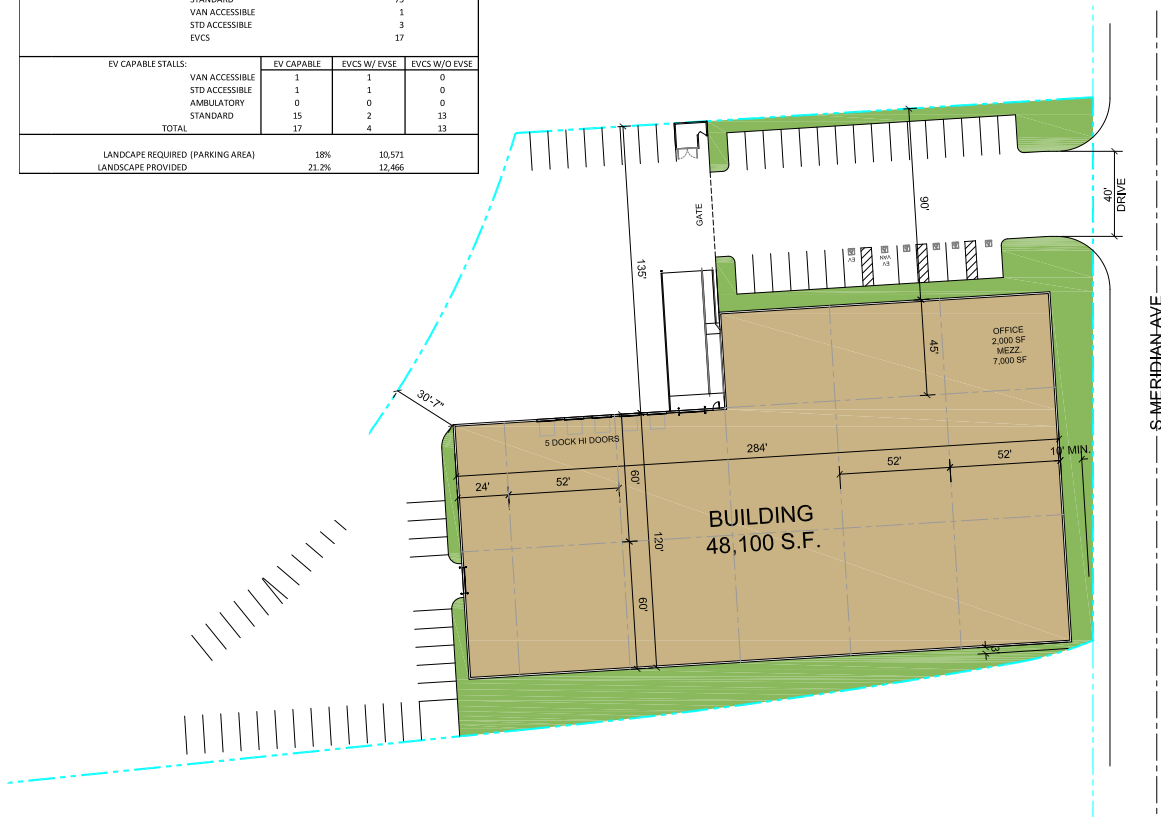 VAN ACCESSIBLE 1
STD ACCESSIBLE 3
EVCS 17
EV CAPABLE STALLS: EV CAPABLE EVCS W/ EVSE EVCS W/O EVSE
VAN ACCESSIBLE 1 1 0
STD ACCESSIBLE 1 1 0
AMBULATORY 0 0 0
STANDARD 15 2 13
TOTAL 17 4 13
LANDCAPE REQUIRED (PARKING AREA) 18% 10,571
LANDSCAPE PROVIDED 21.2% 12,466
40'
DRIVE
S MERIDIAN AVE
90'
GATE
135'
EV
EV
VAN
OFFICE
2,000 SF
MEZZ.
7,000 SF
45'
30'-7"
5 DOCK HI DOORS
284'
10' MIN.
52'
52'
24'
52'
60'
120'
60'
BUILDING
48,100 S.F.
3'